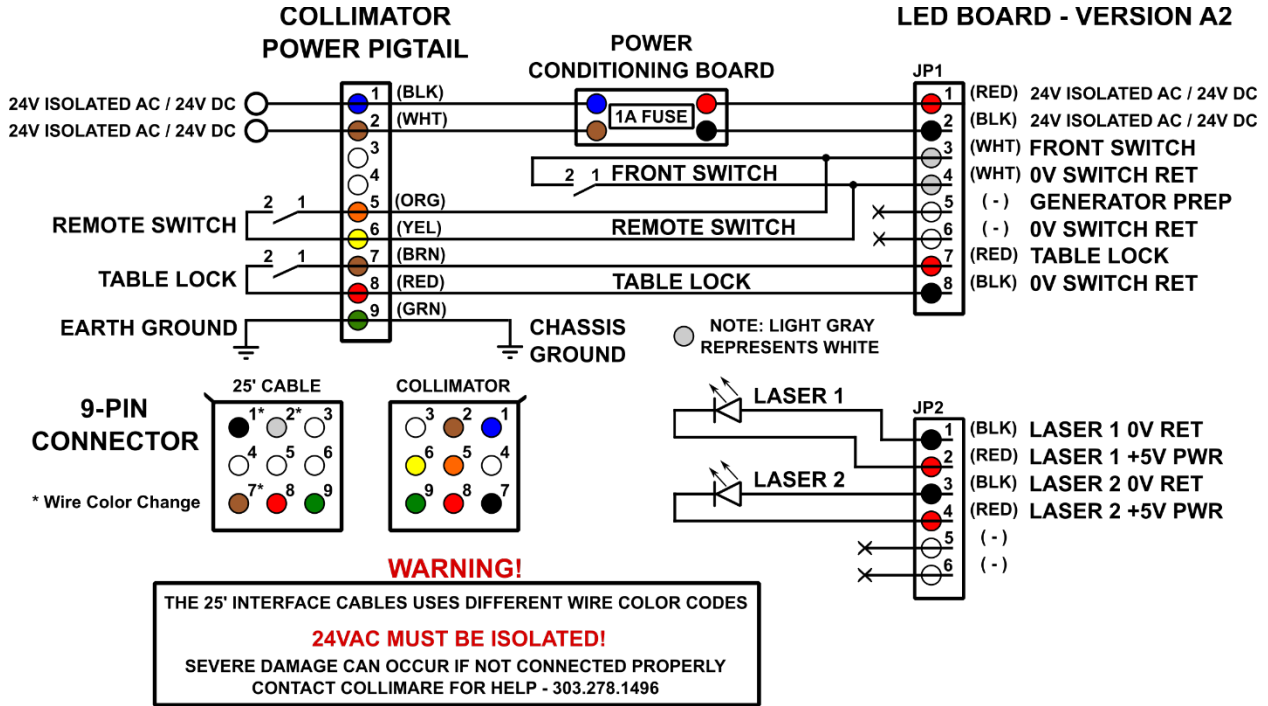 COLLIMATOR
POWER PIGTAIL
POWER
CONDITIONING BOARD
LED BOARD - VERSION A2
JP1
24V ISOLATED AC / 24V DC
24V ISOLATED AC / 24V DC
1 (BLK)
2 (WHT)
3
4
5 (ORG)
6 (YEL)
7 (BRN)
8 (RED)
9 (GRN)
1A FUSE
2 1 FRONT SWITCH
2 1
REMOTE SWITCH
REMOTE SWITCH
2 1
TABLE LOCK
TABLE LOCK
EARTH GROUND
CHASSIS
GROUND
1 (RED) 24V ISOLATED AC / 24V DC
2 (BLK) 24V ISOLATED AC / 24V DC
3 (WHT) FRONT SWITCH
4 (WHT) 0V SWITCH RET
5 (-) GENERATOR PREP
6 (-) 0V SWITCH RET
7 (RED) TABLE LOCK
8 (BLK) 0V SWITCH RET
NOTE: LIGHT GRAY
REPRESENTS WHITE
9-PIN
CONNECTOR
* Wire Color Change
25' CABLE
1* 2* 3
4 5 6
7* 8 9
COLLIMATOR
3 2 1
6 5 4
9 8 7
LASER 1
LASER 2
JP2
1 (BLK) LASER 1 0V RET
2 (RED) LASER 1 +5V PWR
3 (BLK) LASER 2 0V RET
4 (RED) LASER 2 +5V PWR
5 (-)
6 (-)
WARNING!
THE 25' INTERFACE CABLES USES DIFFERENT WIRE COLOR CODES
24VAC MUST BE ISOLATED!
SEVERE DAMAGE CAN OCCUR IF NOT CONNECTED PROPERLY
CONTACT COLLIMARE FOR HELP - 303.278.1496